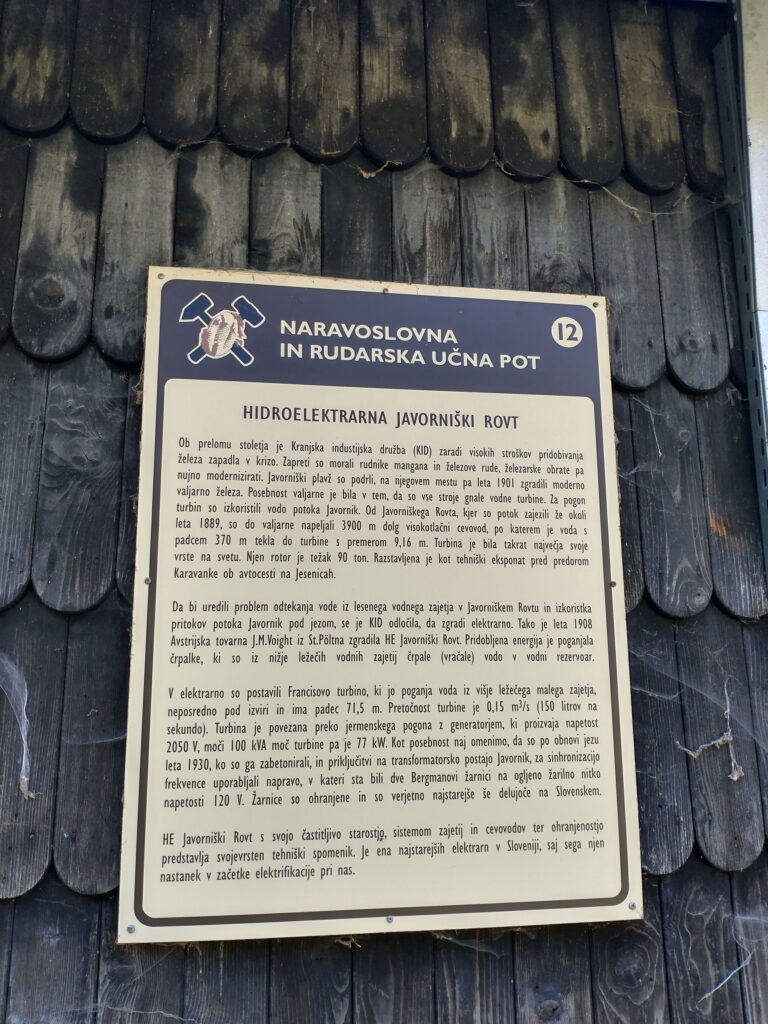 NARAVOSLOVNA
IN RUDARSKA UČNA POT
12
HIDROELEKTRARNA JAVORNIŠKI ROVT
Ob prelomu stoletja je Kranjska industijska družba (KID) zaradi visokih stroškov pridobivanja
železa zapadla v krizo. Zapreti so morali rudnike mangana in železove rude, železarske obrate pa
nujno modernizirati. Javorniški plavž so podrli, na njegovem mestu pa leta 1901 zgradili moderno
valjarno železa. Posebnost valjarne je bila v tem, da so vse stroje gnale vodne turbine. Za pogon
turbin so izkoristili vodo potoka Javornik. Od Javorniškega Rovta, kjer so potok zajezili že okoli
leta 1889, so do valjarne napeljali 3900 m dolg visokotlačni cevovod, po katerem je voda s
padcem 370 m tekla do turbine s premerom 9,16 m. Turbina je bila takrat največja svoje
vrste na svetu. Njen rotor je težak 90 ton. Razstavljena je kot tehniški eksponat pred predorom
Karavanke ob avtocesti na Jesenicah.
Da bi uredili problem odtekanja vode iz lesenega vodnega zajetja v Javorniškem Rovtu in izkoristka
pritokov potoka Javornik pod jezom, se je KID odločila, da zgradi elektrarno. Tako je leta 1908
Avstrijska tovarna J.M.Voight iz St.Pöltna zgradila HE Javorniški Rovt. Pridobljena energija je poganjala
črpalke, ki so iz nižje ležečih vodnih zajetij črpale (vračale) vodo v vodni rezervoar.
V elektrarno so postavili Francisovo turbino, ki jo poganja voda iz višje ležečega malega zajetja,
neposredno pod izviri in ima padec 71,5 m. Pretočnost turbine je 0,15 m³/s (150 litrov na
sekundo). Turbina je povezana preko jermenskega pogona z generatorjem, ki proizvaja napetost
2050 V, moči 100 kVA moč turbine pa je 77 kW. Kot posebnost naj omenimo, da so po obnovi jezu
leta 1930, ko so ga zabetonirali, in priključitvi na transformatorsko postajo Javornik, za sinhronizacijo
frekvence uporabljali napravo, v kateri sta bili dve Bergmanovi žarnici na ogljeno žarilno nitko
napetosti 120 V. Žarnice so ohranjene in so verjetno najstarejše še delujoče na Slovenskem.
HE Javorniški Rovt s svojo častitljivo starostjo, sistemom zajetij in cevovodov ter ohranjenostjo
predstavlja svojevrsten tehniški spomenik. Je ena najstarejših elektrarn v Sloveniji, saj sega njen
nastanek v začetke elektrifikacije pri nas.